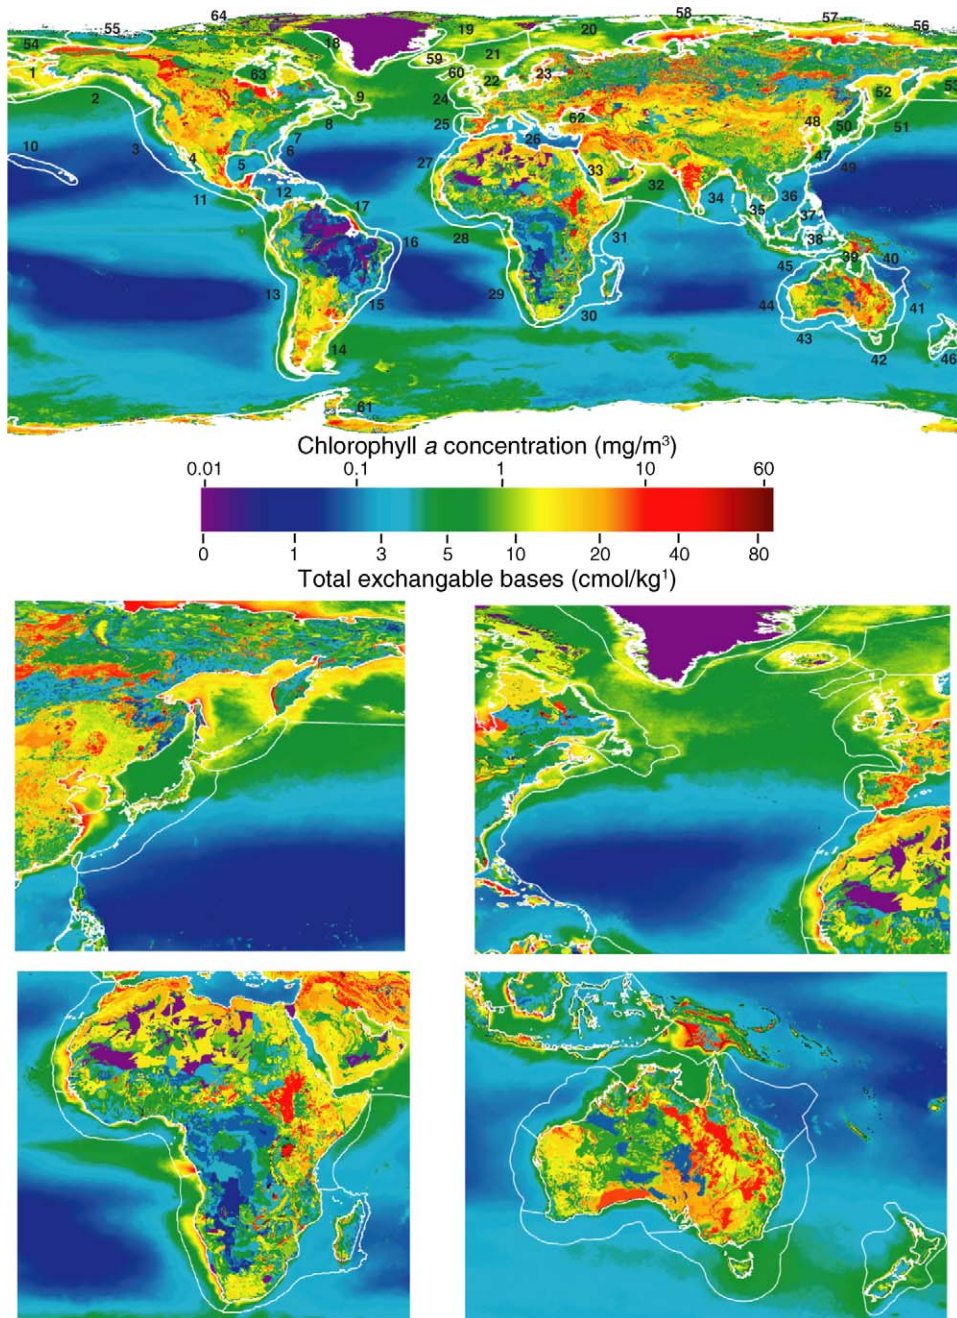 64 19 20 58 57 56
55
54 18 21
59
1 63 60 22 23 52 53
2 9 24
8 25 62 48 50 51
10 3 7 26 47
4 6 27 33 32 49
5 34 36
11 12 35
17 37
16 28 31 38
39 40
45
13 15 29 44 41
30
14 43 42 46
61
Chlorophyll a concentration (mg/m³)
0.01 0.1 1 10 60
0 1 3 5 10 20 40 80
Total exchangable bases (cmol/kg¹)